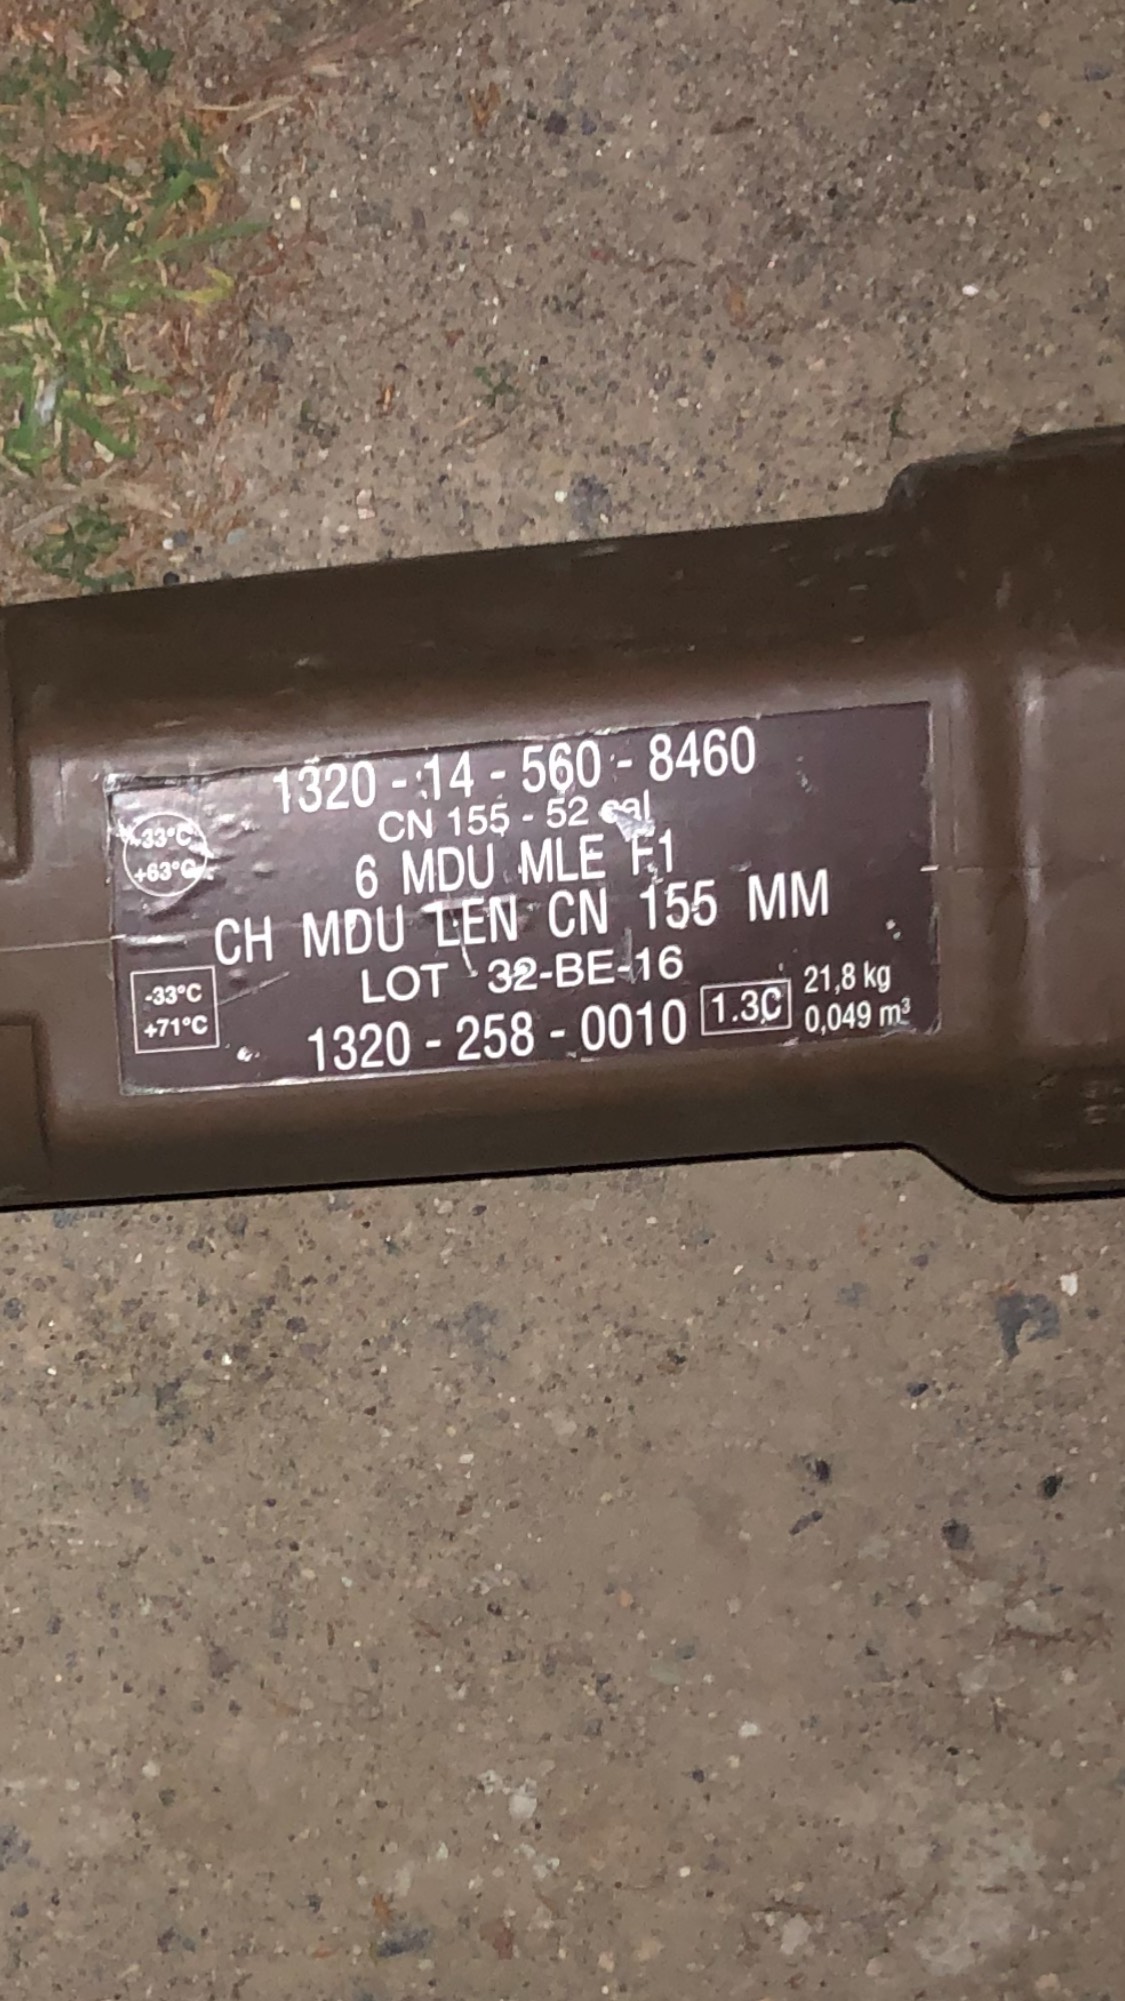 1320 - 14 - 560 - 8460
CN 155 - 52 cal
-33°C
+63°C
6 MDU MLE F1
CH MDU LEN CN 155 MM
LOT 32-BE-16
-33°C
+71°C
1320 - 258 - 0010
1.3C
21,8 kg
0,049 m³